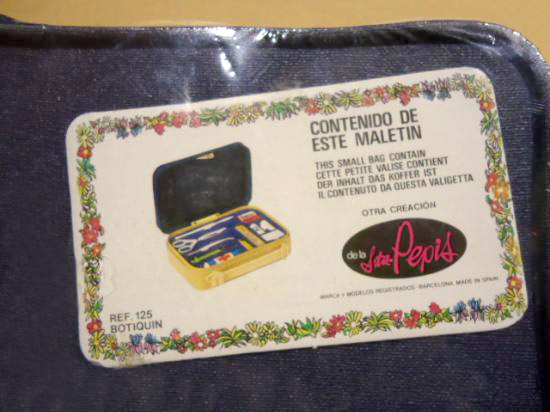 CONTENIDO DE
ESTE MALETIN
THIS SMALL BAG CONTAIN
CETTE PETITE VALISE CONTIENT
DER INHALT DAS KOFFER IST
IL CONTENUTO DA QUESTA VALIGETTA
OTRA CREACIÓN
de la Srta. Pepis
MARCA Y MODELOS REGISTRADOS - BARCELONA MADE IN SPAIN
REF. 125
BOTIQUIN